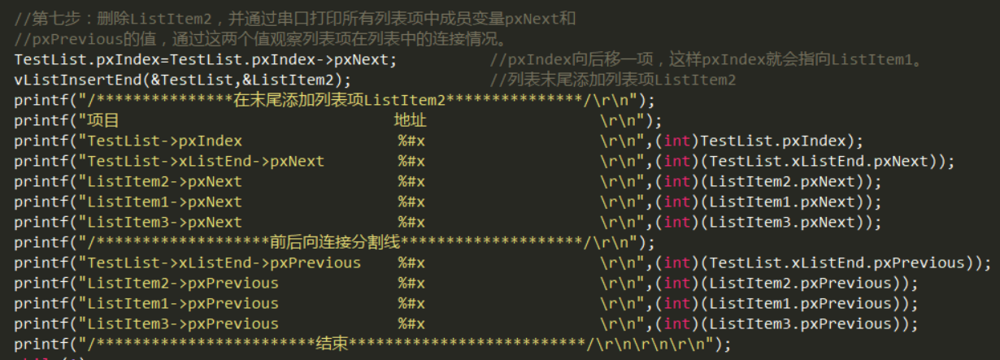 //第七步：删除ListItem2，并通过串口打印所有列表项中成员变量pxNext和
//pxPrevious的值，通过这两个值观察列表项在列表中的连接情况。
TestList.pxIndex=TestList.pxIndex->pxNext;          //pxIndex向后移一项，这样pxIndex就会指向ListItem1。
vListInsertEnd(&TestList,&ListItem2);               //列表末尾添加列表项ListItem2
printf("/***************在末尾添加列表项ListItem2***************/\r\n");
printf("项目                              地址                   \r\n");
printf("TestList->pxIndex                 %#x                   \r\n",(int)TestList.pxIndex);
printf("TestList->xListEnd->pxNext        %#x                   \r\n",(int)(TestList.xListEnd.pxNext));
printf("ListItem2->pxNext                 %#x                   \r\n",(int)(ListItem2.pxNext));
printf("ListItem1->pxNext                 %#x                   \r\n",(int)(ListItem1.pxNext));
printf("ListItem3->pxNext                 %#x                   \r\n",(int)(ListItem3.pxNext));
printf("/*******************前后向连接分割线********************/\r\n");
printf("TestList->xListEnd->pxPrevious    %#x                   \r\n",(int)(TestList.xListEnd.pxPrevious));
printf("ListItem2->pxPrevious             %#x                   \r\n",(int)(ListItem2.pxPrevious));
printf("ListItem1->pxPrevious             %#x                   \r\n",(int)(ListItem1.pxPrevious));
printf("ListItem3->pxPrevious             %#x                   \r\n",(int)(ListItem3.pxPrevious));
printf("/************************结束**************************/\r\n\r\n\r\n");